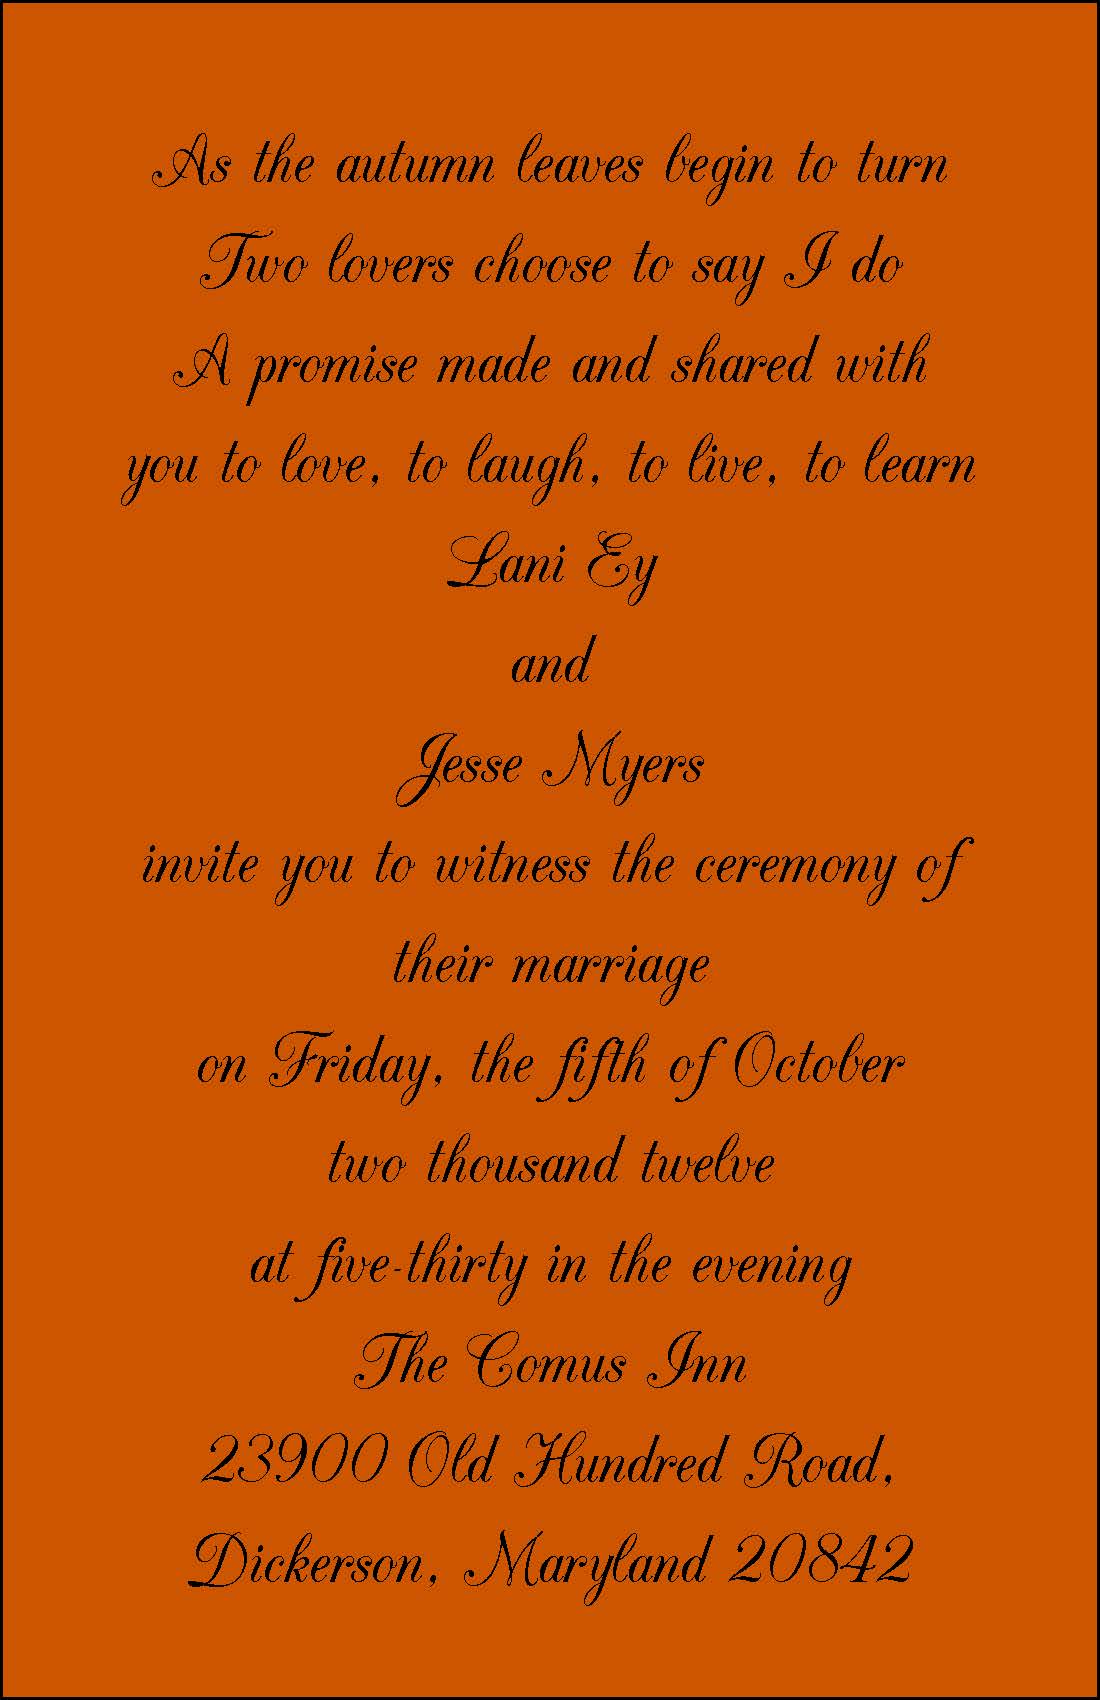 As the autumn leaves begin to turn
Two lovers choose to say I do
A promise made and shared with
you to love, to laugh, to live, to learn
Lani Ey
and
Jesse Myers
invite you to witness the ceremony of
their marriage
on Friday, the fifth of October
two thousand twelve
at five-thirty in the evening
The Comus Inn
23900 Old Hundred Road,
Dickerson, Maryland 20842